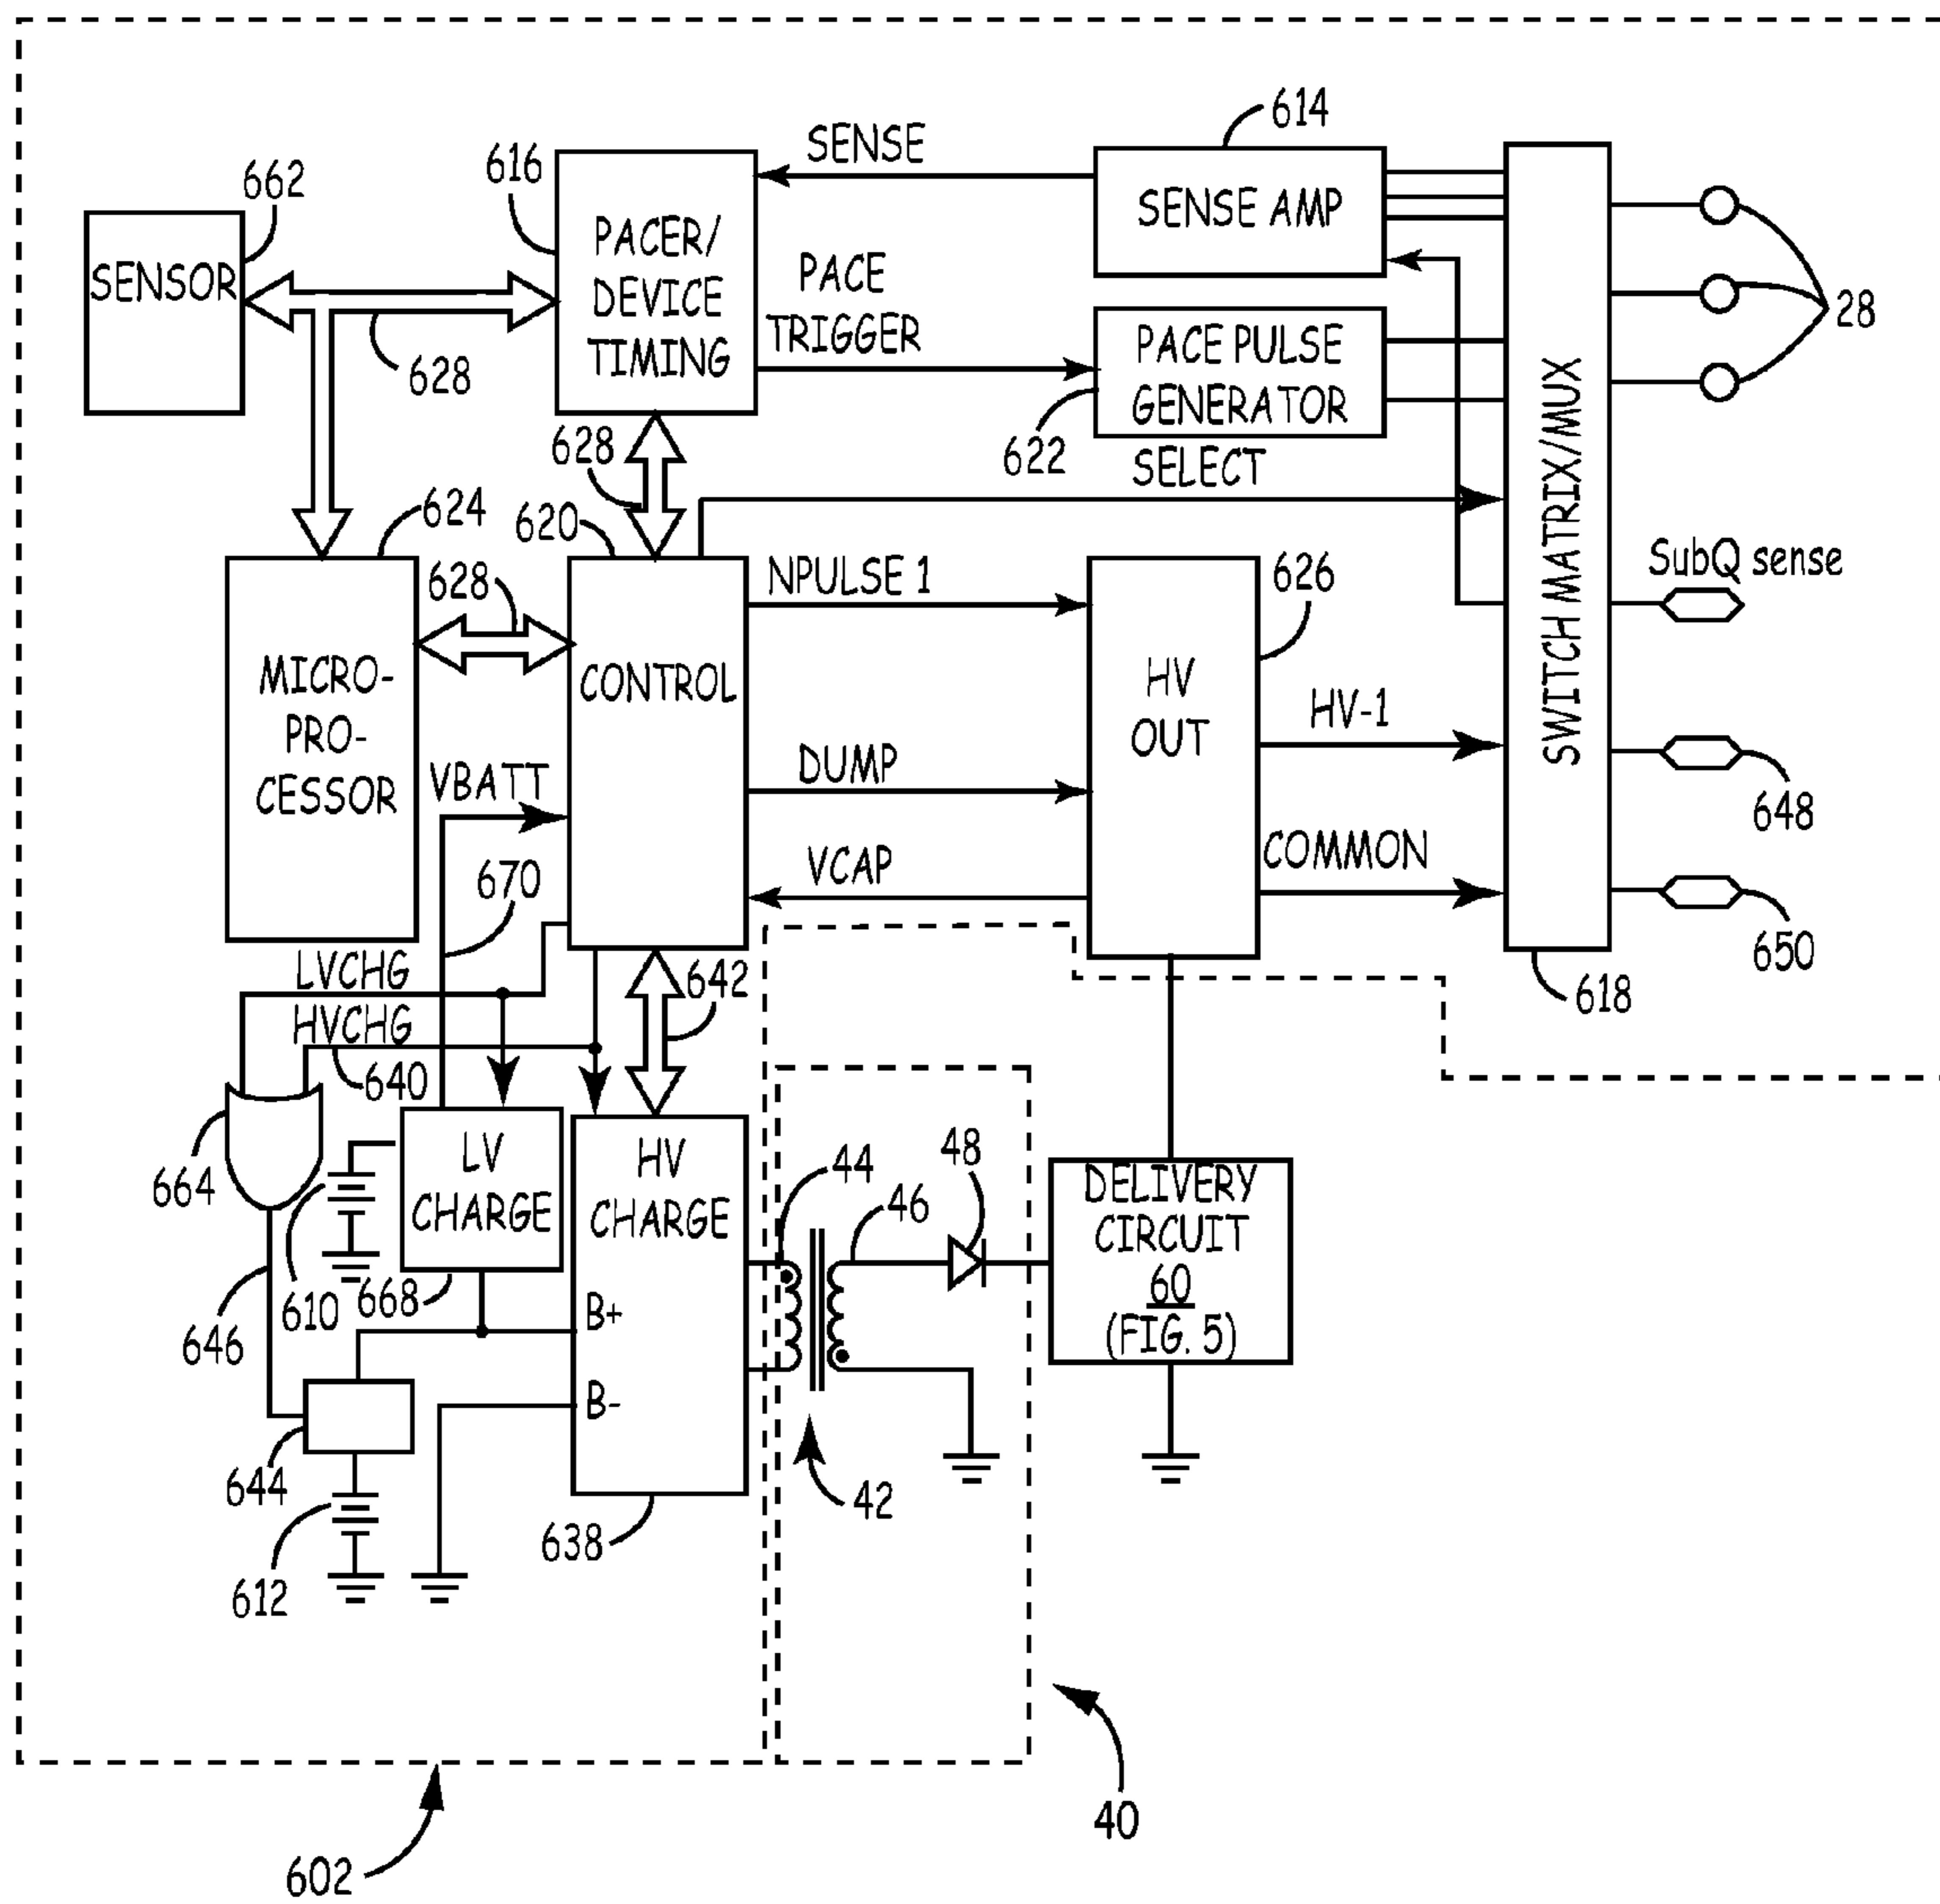 614
SENSE
616
662
SENSE AMP
PACER/
DEVICE
TIMING
SENSOR
PACE
TRIGGER
28
PACE PULSE
GENERATOR
628
622
628
SELECT
SWITCH MATRIX/MUX
624
620
628
NPULSE 1
626
SubQ sense
MICRO-
PRO-
CESSOR
CONTROL
HV
OUT
HV-1
VBATT
DUMP
648
670
VCAP
COMMON
650
LVCHG
642
618
HVCHG
640
664
LV
CHARGE
HV
CHARGE
44
48
46
DELIVERY
CIRCUIT
60
(FIG. 5)
610
668
646
B+
B-
644
42
638
612
40
602